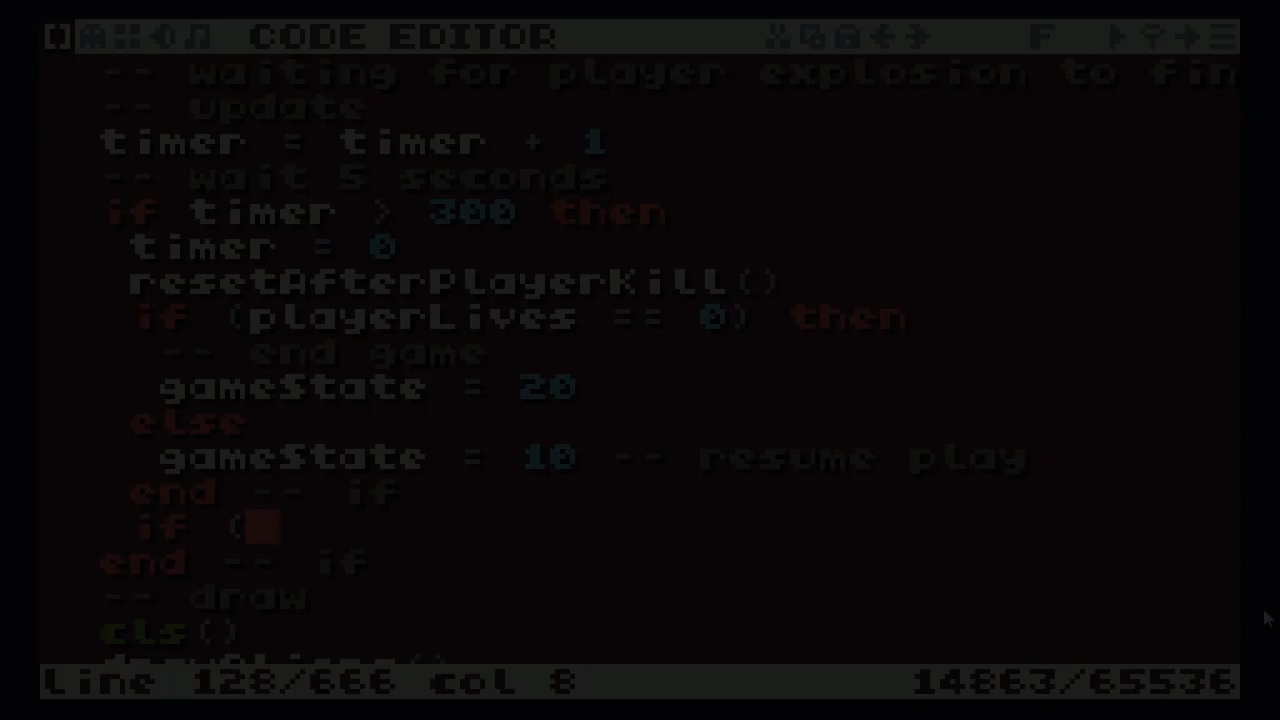 CODE EDITOR F
-- waiting for player explosion to fin
-- update
timer = timer + 1
-- wait 5 seconds
if timer > 300 then
timer = 0
resetAfterPlayerKill()
if (playerLives == 0) then
-- end game
gameState = 20
else
gameState = 10 -- resume play
end -- if
if (
end -- if
-- draw
cls()
Line 128/666 col 8 14863/65536